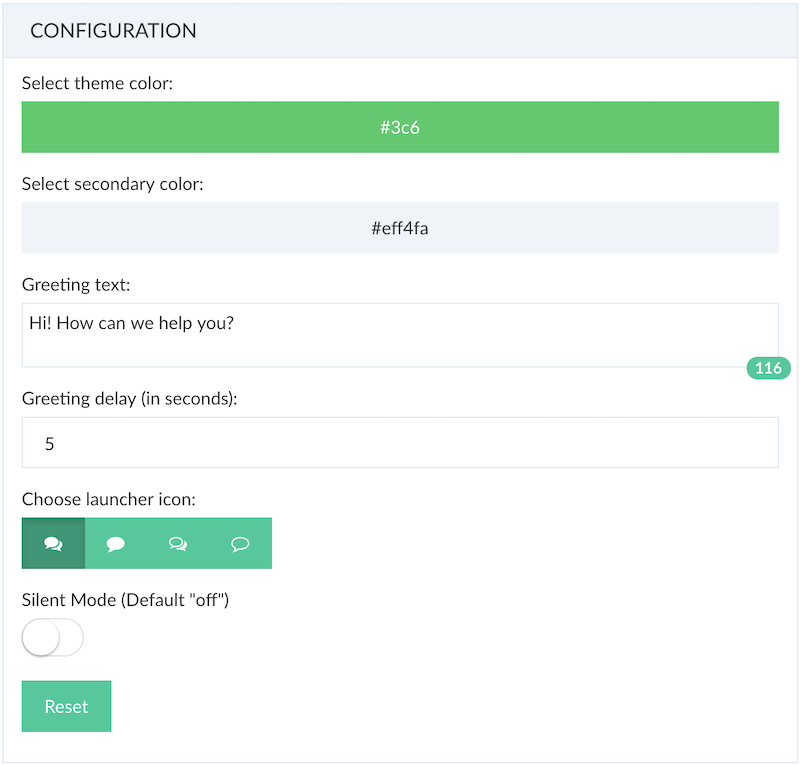 CONFIGURATION
Select theme color:
#3c6
Select secondary color:
#eff4fa
Greeting text:
Hi! How can we help you?
116
Greeting delay (in seconds):
5
Choose launcher icon:
Silent Mode (Default "off")
Reset